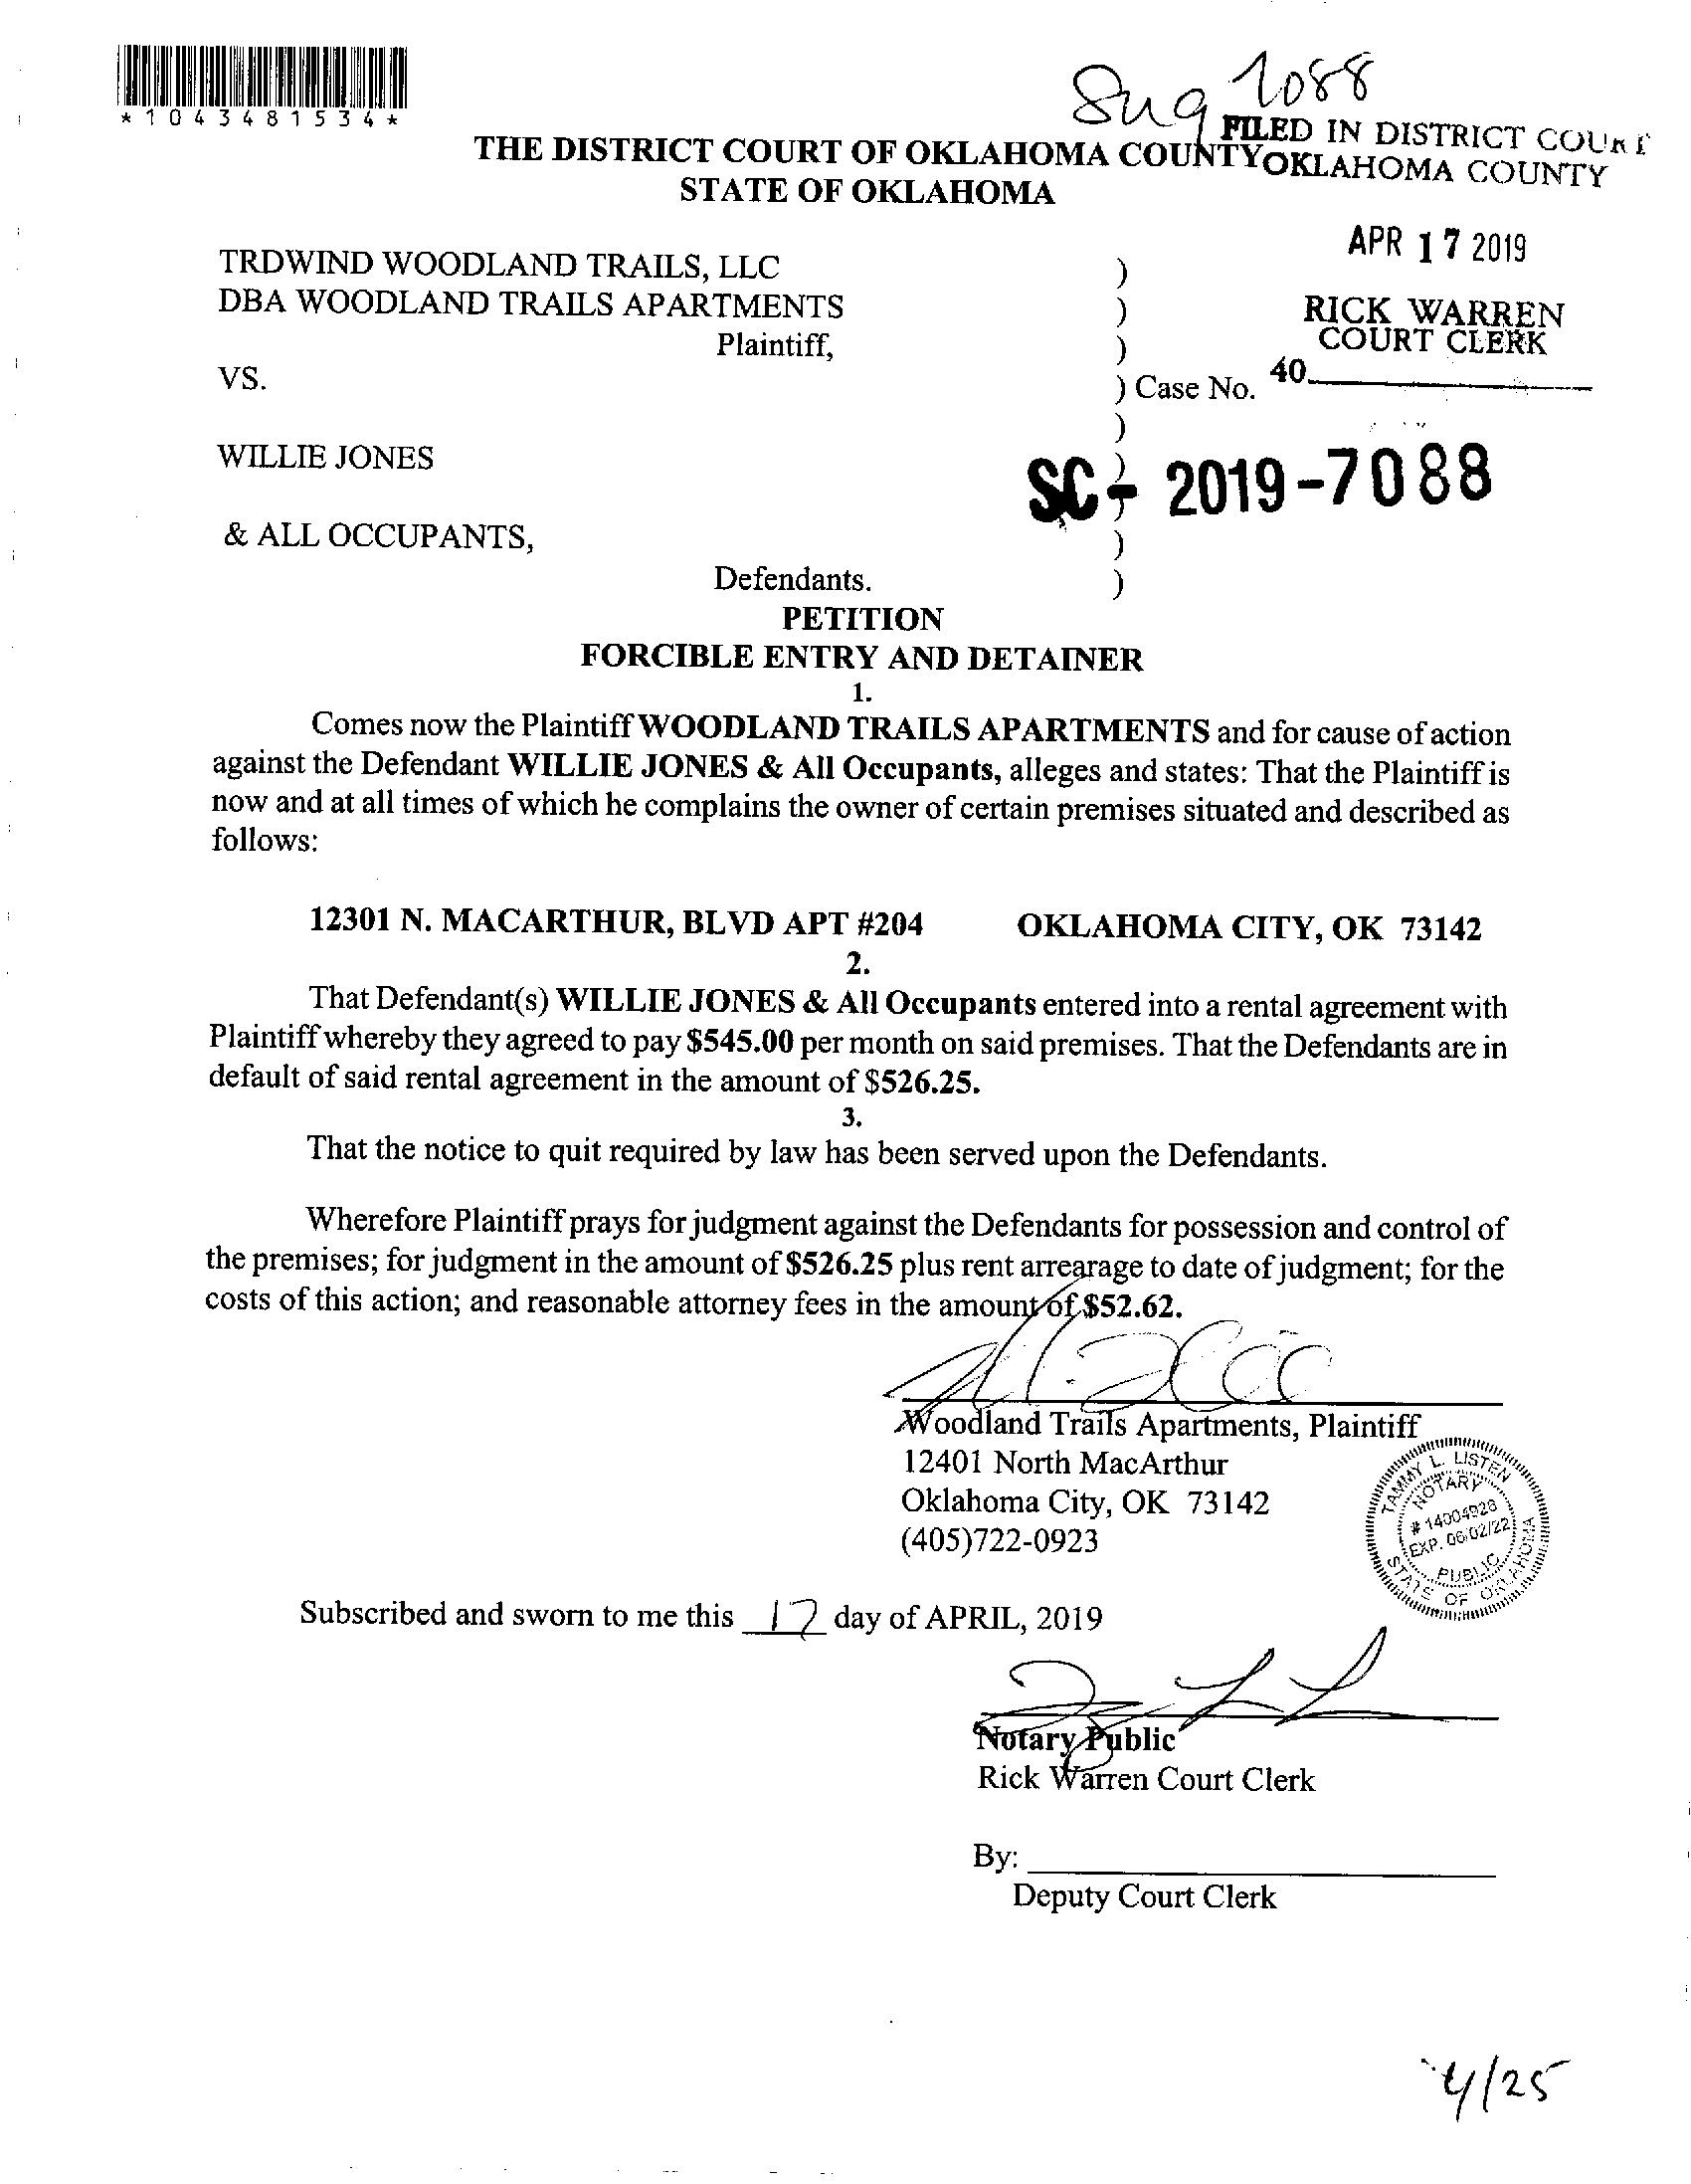 *1043481534*
7088
FILED IN DISTRICT COURT
THE DISTRICT COURT OF OKLAHOMA COUNTY OKLAHOMA COUNTY
STATE OF OKLAHOMA
APR 17 2019
TRDWIND WOODLAND TRAILS, LLC )
DBA WOODLAND TRAILS APARTMENTS ) RICK WARREN
Plaintiff, ) COURT CLERK
VS. ) Case No. 40
)
WILLIE JONES ) SC - 2019-7088
)
& ALL OCCUPANTS, )
Defendants. )
PETITION
FORCIBLE ENTRY AND DETAINER
1.
Comes now the Plaintiff WOODLAND TRAILS APARTMENTS and for cause of action
against the Defendant WILLIE JONES & All Occupants, alleges and states: That the Plaintiff is
now and at all times of which he complains the owner of certain premises situated and described as
follows:
12301 N. MACARTHUR, BLVD APT #204 OKLAHOMA CITY, OK 73142
2.
That Defendant(s) WILLIE JONES & All Occupants entered into a rental agreement with
Plaintiff whereby they agreed to pay $545.00 per month on said premises. That the Defendants are in
default of said rental agreement in the amount of $526.25.
3.
That the notice to quit required by law has been served upon the Defendants.
Wherefore Plaintiff prays for judgment against the Defendants for possession and control of
the premises; for judgment in the amount of $526.25 plus rent arrearage to date of judgment; for the
costs of this action; and reasonable attorney fees in the amount of $52.62.
Woodland Trails Apartments, Plaintiff
12401 North MacArthur
Oklahoma City, OK 73142
(405)722-0923
TAMMY L. LISTEN
NOTARY
# 14004928
EXP. 06/02/22
PUBLIC
STATE OF OKLAHOMA
Subscribed and sworn to me this 17 day of APRIL, 2019
Notary Public
Rick Warren Court Clerk
By:
Deputy Court Clerk
4/25